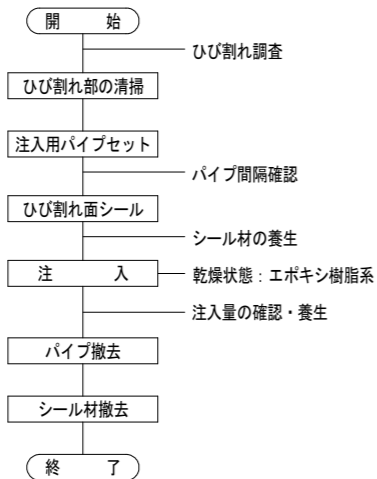 開　始
ひび割れ調査
ひび割れ部の清掃
注入用パイプセット
パイプ間隔確認
ひび割れ面シール
シール材の養生
注　入
乾燥状態：エポキシ樹脂系
注入量の確認・養生
パイプ撤去
シール材撤去
終　了